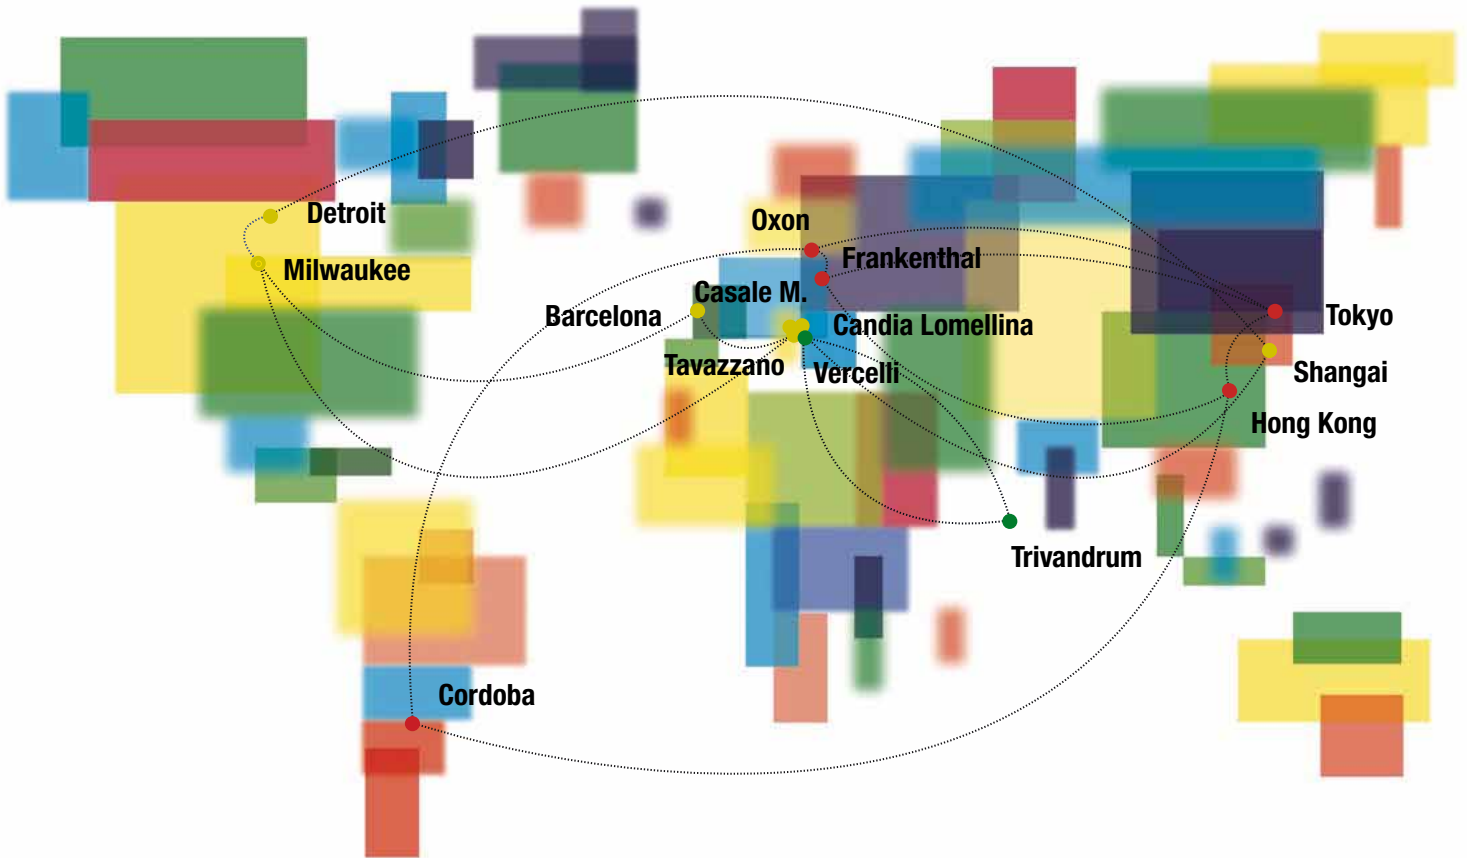 Detroit
Oxon
Milwaukee
Frankenthal
Casale M.
Barcelona
Candia Lomellina
Tokyo
Tavazzano
Vercelli
Shangai
Hong Kong
Trivandrum
Cordoba